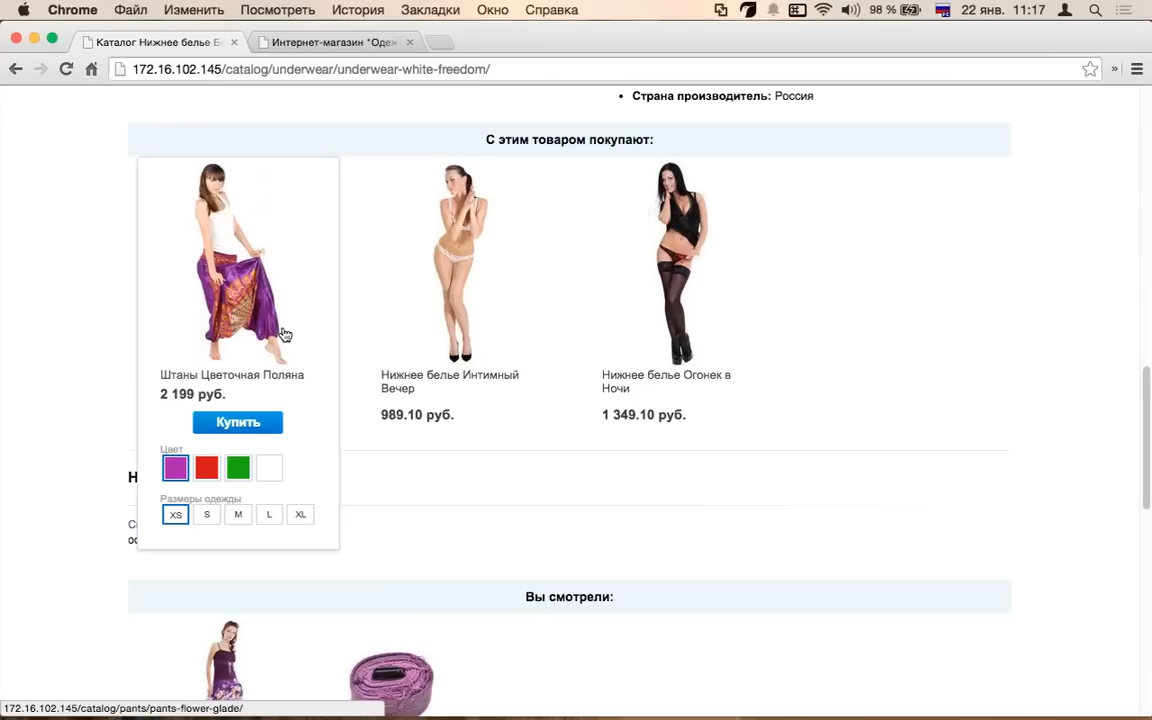 Chrome Файл Изменить Посмотреть История Закладки Окно Справка 98 % 22 янв. 11:17
Каталог Нижнее белье Б Интернет-магазин "Одеж
172.16.102.145/catalog/underwear/underwear-white-freedom/
• Страна производитель: Россия
С этим товаром покупают:
Штаны Цветочная Поляна
2 199 руб.
Купить
Цвет
Размеры одежды
XS S M L XL
Нижнее белье Интимный
Вечер
989.10 руб.
Нижнее белье Огонек в
Ночи
1 349.10 руб.
Вы смотрели:
172.16.102.145/catalog/pants/pants-flower-glade/